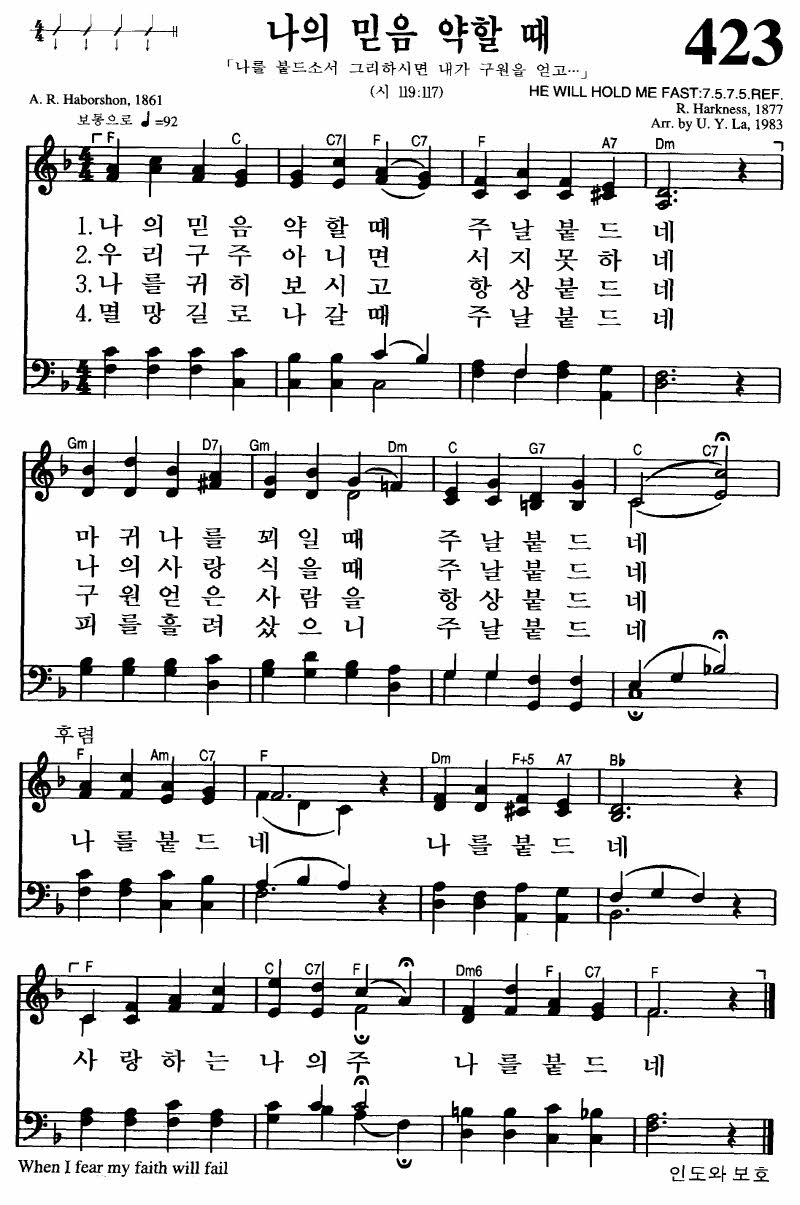 나의 믿음 약할 때
423
「나를 붙드소서 그리하시면 내가 구원을 얻고…」
(시 119:117)
A. R. Haborshon, 1861
HE WILL HOLD ME FAST:7.5.7.5.REF.
R. Harkness, 1877
Arr. by U. Y. La, 1983
보통으로 ♩=92
F C C7 F F A7 Dm
1.나 의 믿 음 약 할 때 주 날 붙 드 네
2.우 리 구 주 아 니 면 서 지 못 하 네
3.나 를 귀 히 보 시 고 항 상 붙 드 네
4.멸 망 길 로 나 갈 때 주 날 붙 드 네
Gm D7 Gm Dm C G7 C C7
마 귀 나 를 꾀 일 때 주 날 붙 드 네
나 의 사 랑 식 을 때 주 날 붙 드 네
구 원 얻 은 사 람 을 항 상 붙 드 네
피 를 흘 려 샀 으 니 주 날 붙 드 네
후렴
F Am C7 F Dm F+5 A7 B♭
나 를 붙 드 네 나 를 붙 드 네
F C C7 F Dm6 F C7 F
사 랑 하 는 나 의 주 나 를 붙 드 네
When I fear my faith will fail
인도와 보호